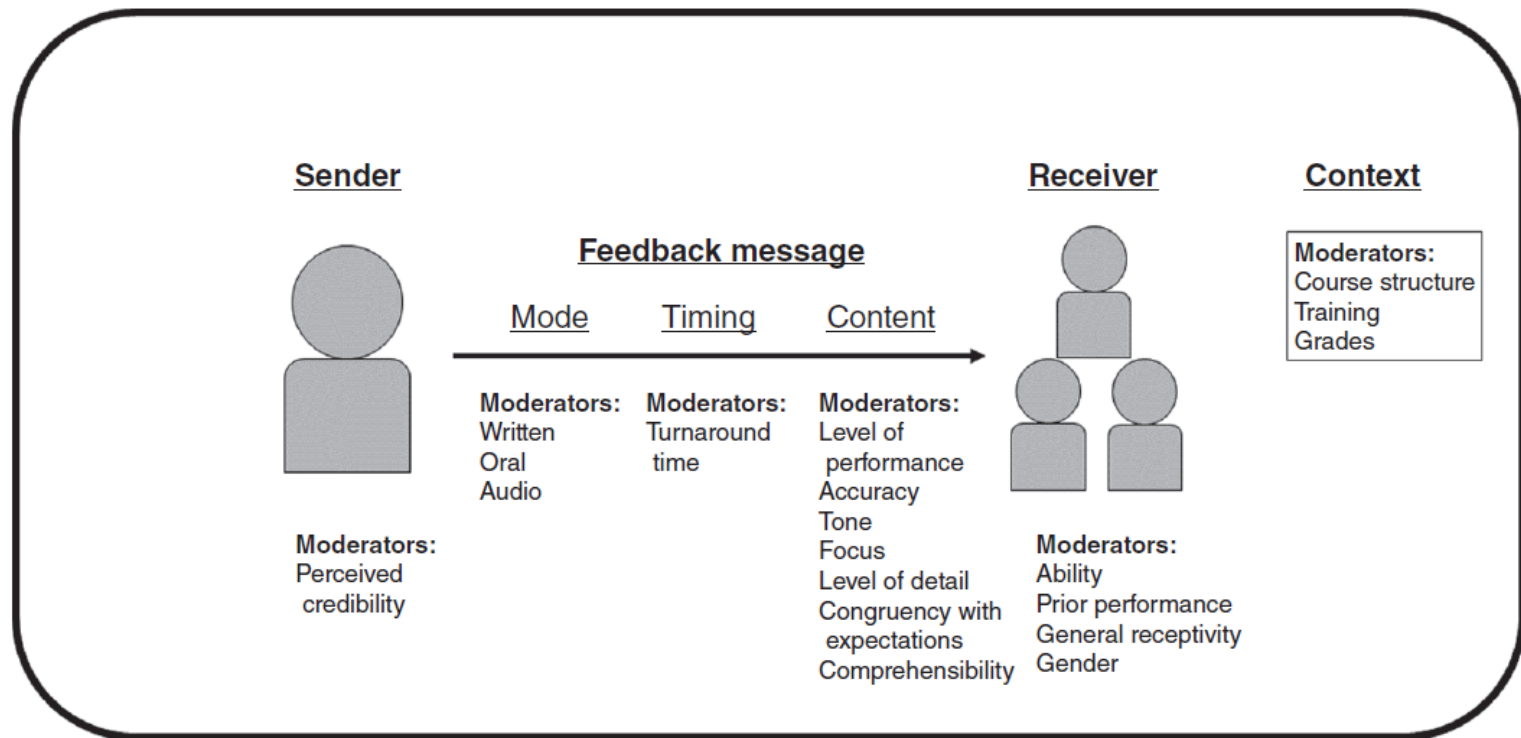 Sender
Receiver
Context
Feedback message
Mode
Timing
Content
Moderators:
Perceived
credibility
Moderators:
Written
Oral
Audio
Moderators:
Turnaround
time
Moderators:
Level of
performance
Accuracy
Tone
Focus
Level of detail
Congruency with
expectations
Comprehensibility
Moderators:
Ability
Prior performance
General receptivity
Gender
Moderators:
Course structure
Training
Grades